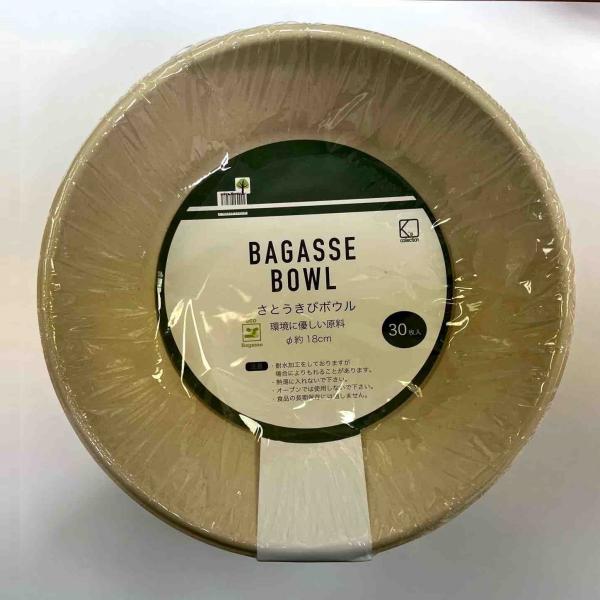 K's
collection
BAGASSE
BOWL
さとうきびボウル
環境に優しい原料
φ約18cm
eco
Bagasse
30枚入
注意
・耐水加工をしておりますが
場合によりもれることがあります。
・熱湯に入れないで下さい。
・オーブンでは使用しないで下さい。
・食品の長期保存には適しません。